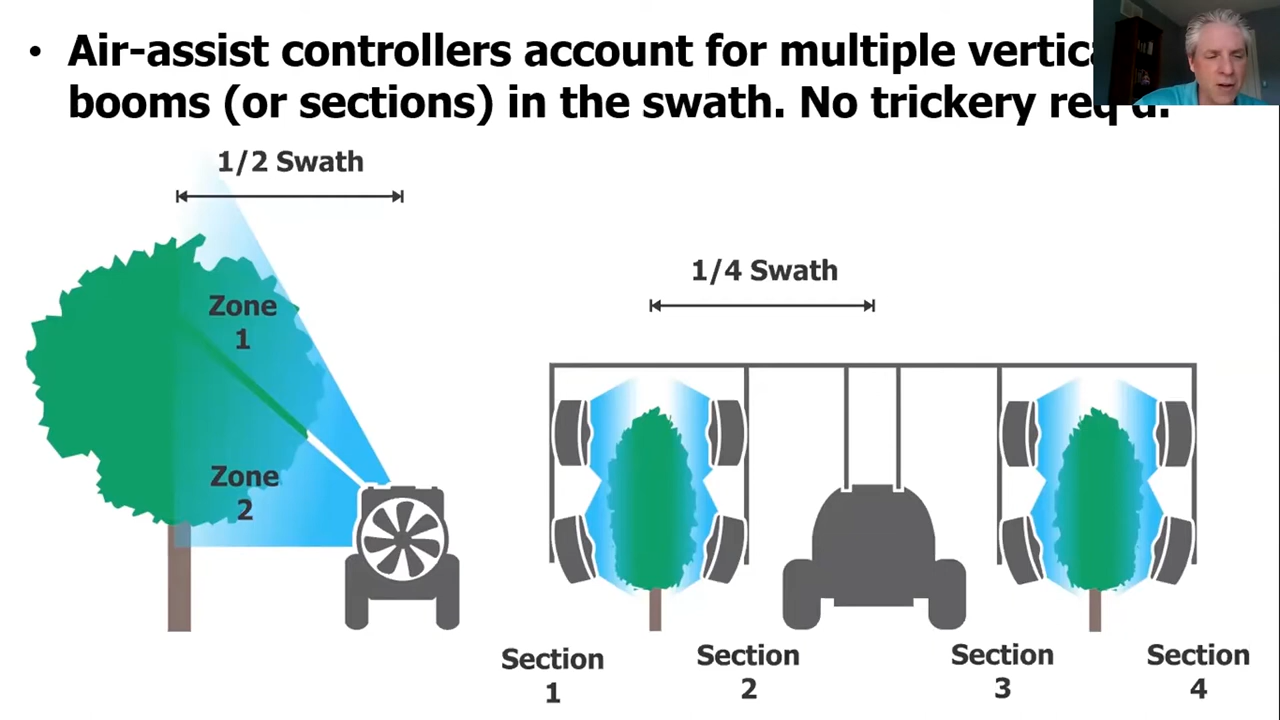 • Air-assist controllers account for multiple
booms (or sections) in the swath. No trickery
1/2 Swath
1/4 Swath
Zone
1
Zone
2
Section
1
Section
2
Section
3
Section
4